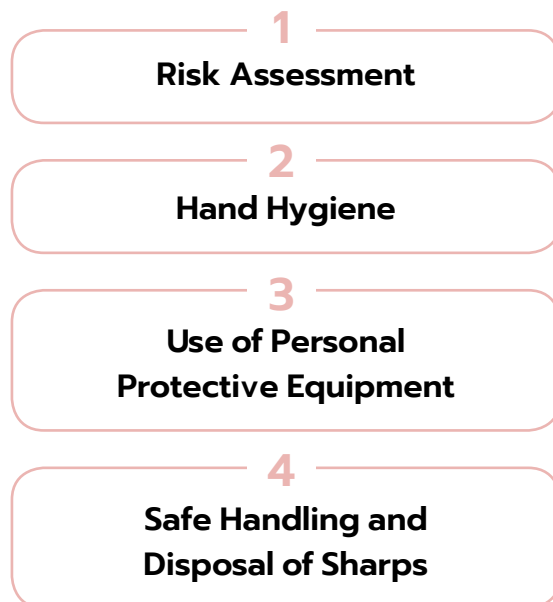 1
Risk Assessment
2
Hand Hygiene
3
Use of Personal
Protective Equipment
4
Safe Handling and
Disposal of Sharps